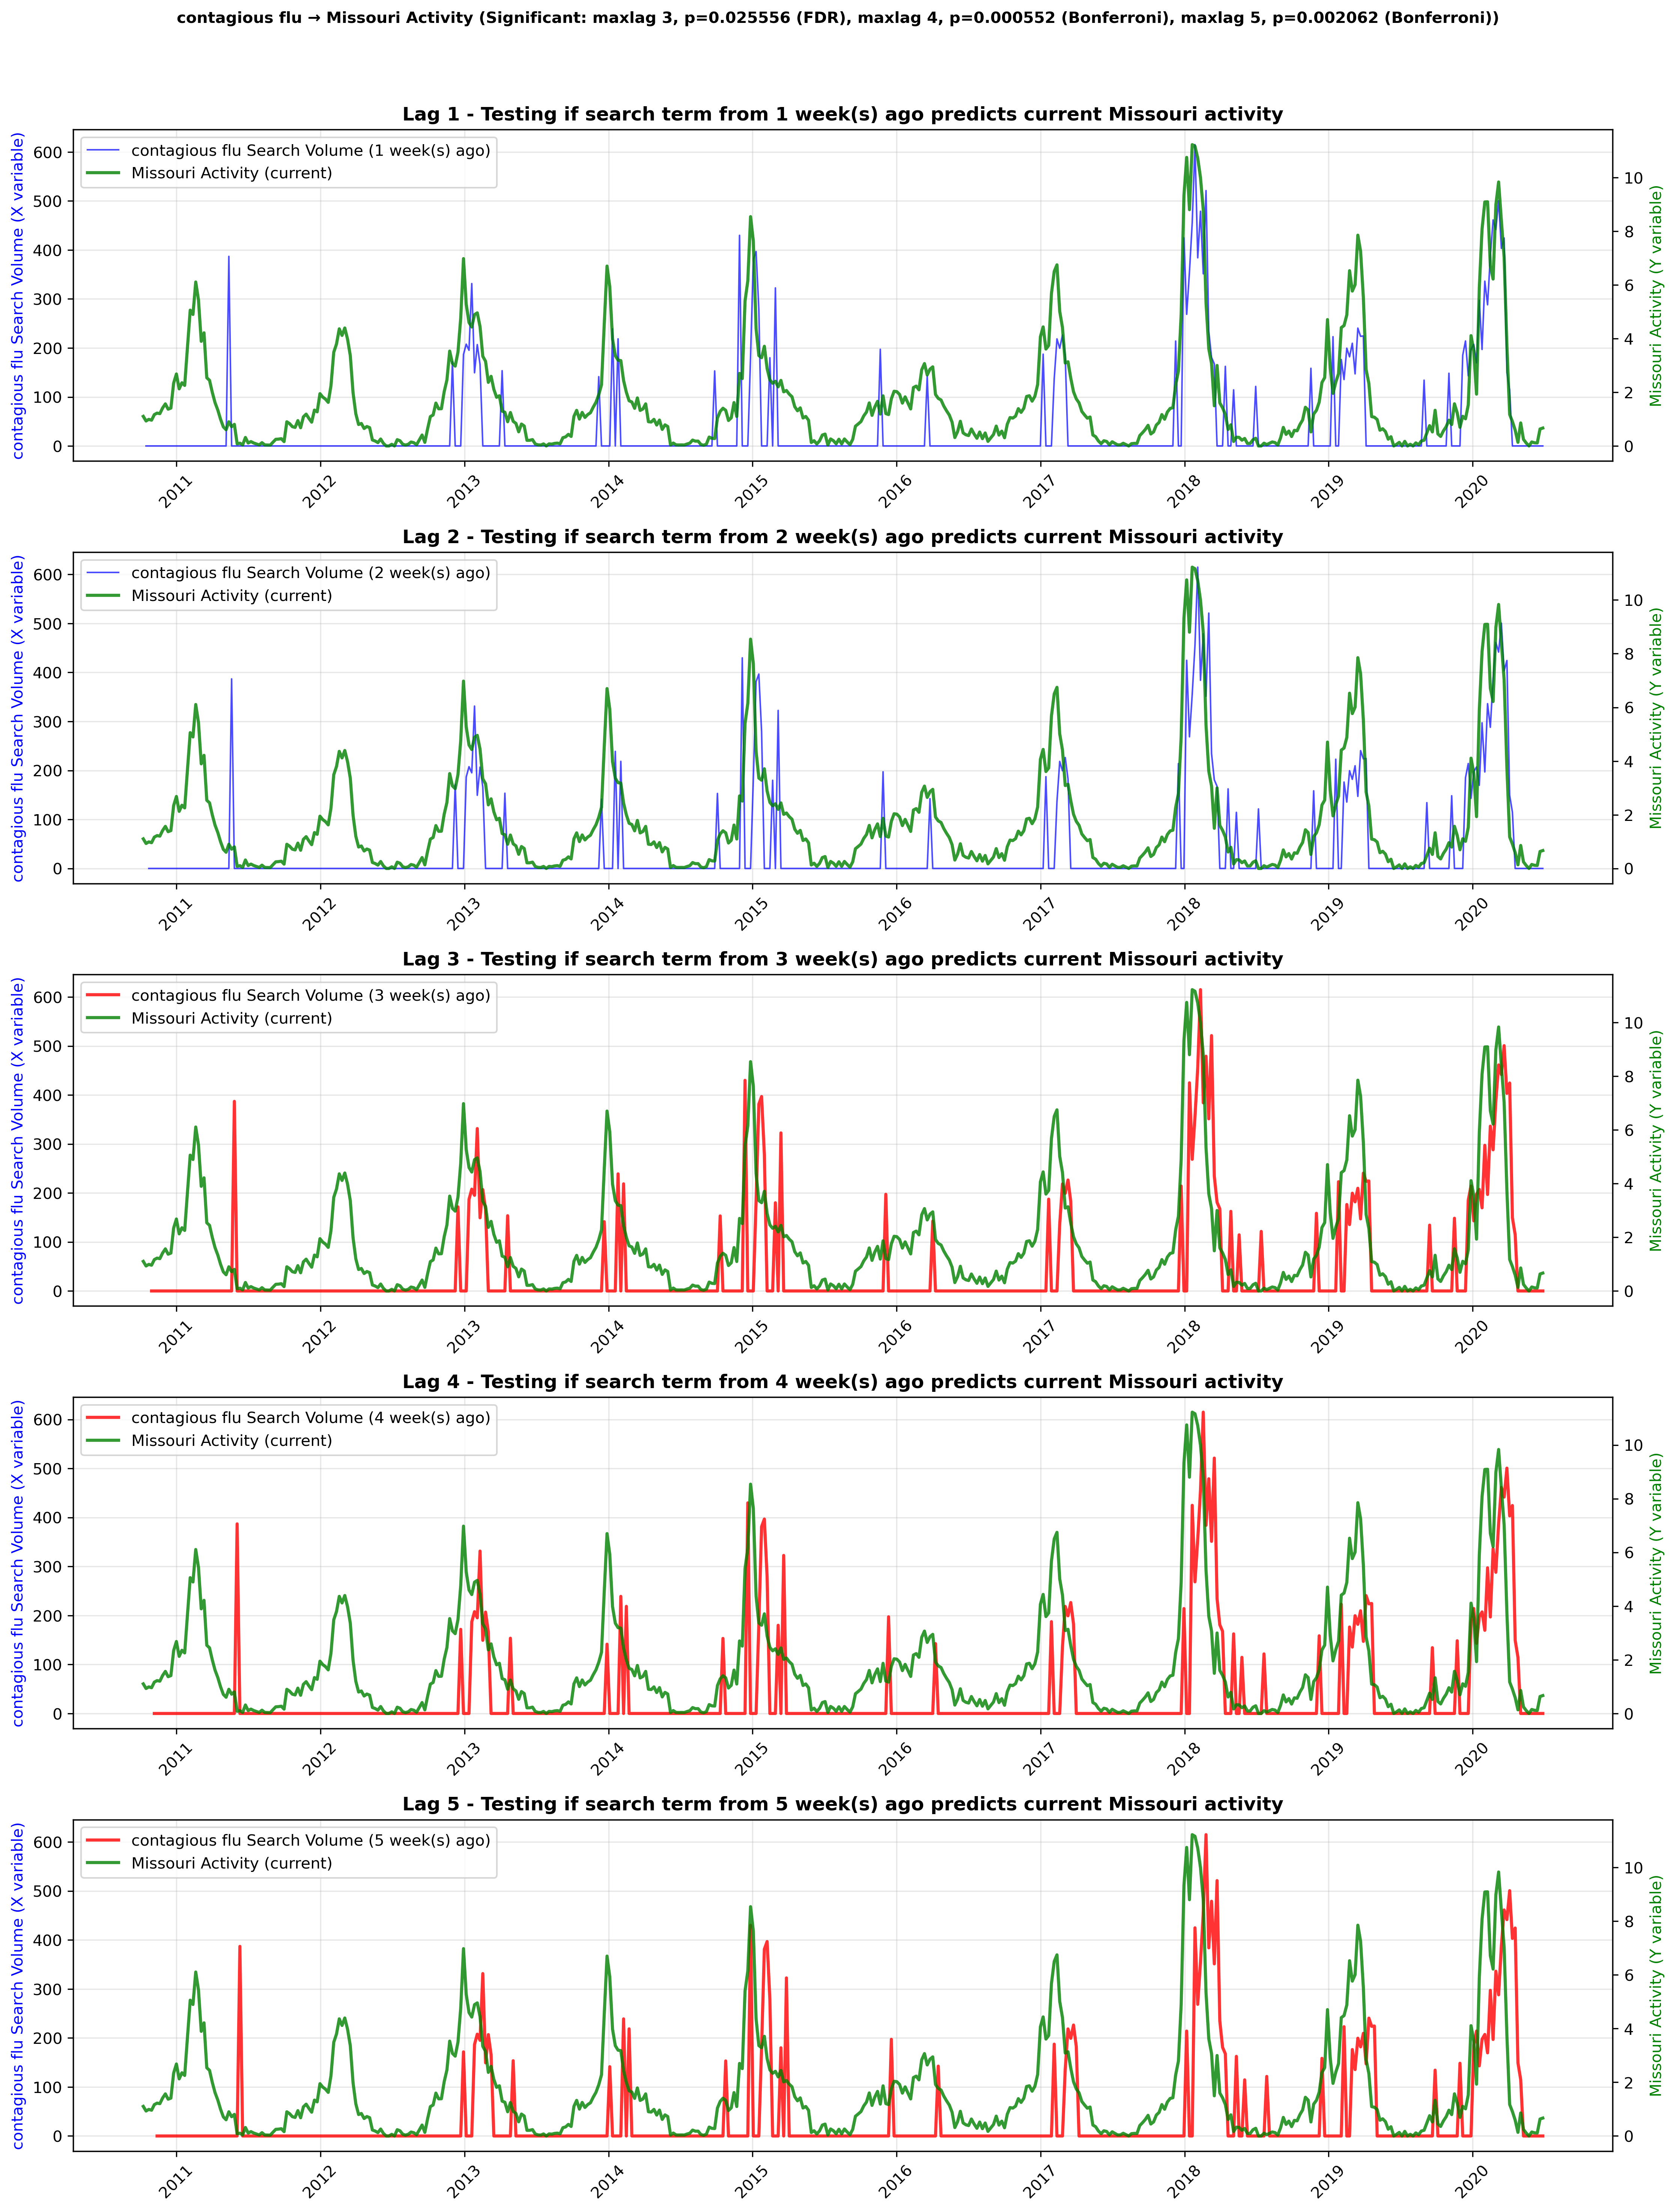 contagious flu → Missouri Activity (Significant: maxlag 3, p=0.025556 (FDR), maxlag 4, p=0.000552 (Bonferroni), maxlag 5, p=0.002062 (Bonferroni))
Lag 1 - Testing if search term from 1 week(s) ago predicts current Missouri activity
contagious flu Search Volume (X variable)
Missouri Activity (Y variable)
contagious flu Search Volume (1 week(s) ago)
Missouri Activity (current)
600
500
400
300
200
100
0
10
8
6
4
2
0
2011 2012 2013 2014 2015 2016 2017 2018 2019 2020
Lag 2 - Testing if search term from 2 week(s) ago predicts current Missouri activity
contagious flu Search Volume (X variable)
Missouri Activity (Y variable)
contagious flu Search Volume (2 week(s) ago)
Missouri Activity (current)
600
500
400
300
200
100
0
10
8
6
4
2
0
2011 2012 2013 2014 2015 2016 2017 2018 2019 2020
Lag 3 - Testing if search term from 3 week(s) ago predicts current Missouri activity
contagious flu Search Volume (X variable)
Missouri Activity (Y variable)
contagious flu Search Volume (3 week(s) ago)
Missouri Activity (current)
600
500
400
300
200
100
0
10
8
6
4
2
0
2011 2012 2013 2014 2015 2016 2017 2018 2019 2020
Lag 4 - Testing if search term from 4 week(s) ago predicts current Missouri activity
contagious flu Search Volume (X variable)
Missouri Activity (Y variable)
contagious flu Search Volume (4 week(s) ago)
Missouri Activity (current)
600
500
400
300
200
100
0
10
8
6
4
2
0
2011 2012 2013 2014 2015 2016 2017 2018 2019 2020
Lag 5 - Testing if search term from 5 week(s) ago predicts current Missouri activity
contagious flu Search Volume (X variable)
Missouri Activity (Y variable)
contagious flu Search Volume (5 week(s) ago)
Missouri Activity (current)
600
500
400
300
200
100
0
10
8
6
4
2
0
2011 2012 2013 2014 2015 2016 2017 2018 2019 2020